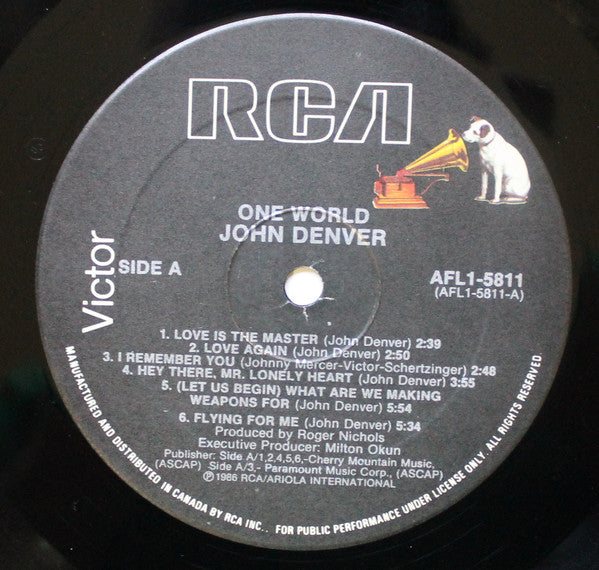 RCA
ONE WORLD
JOHN DENVER
Victor
SIDE A
AFL1-5811
(AFL1-5811-A)
1. LOVE IS THE MASTER (John Denver) 2:39
2. LOVE AGAIN (John Denver) 2:50
3. I REMEMBER YOU (Johnny Mercer-Victor-Schertzinger) 2:48
4. HEY THERE, MR. LONELY HEART (John Denver) 3:55
5. (LET US BEGIN) WHAT ARE WE MAKING
WEAPONS FOR (John Denver) 5:54
6. FLYING FOR ME (John Denver) 5:34
Produced by Roger Nichols
Executive Producer: Milton Okun
Publisher: Side A/1,2,4,5,6,-Cherry Mountain Music,
(ASCAP) Side A/3,- Paramount Music Corp., (ASCAP)
Ⓟ1986 RCA/ARIOLA INTERNATIONAL
MANUFACTURED AND DISTRIBUTED IN CANADA BY RCA INC.. FOR PUBLIC PERFORMANCE UNDER LICENSE ONLY. ALL RIGHTS RESERVED